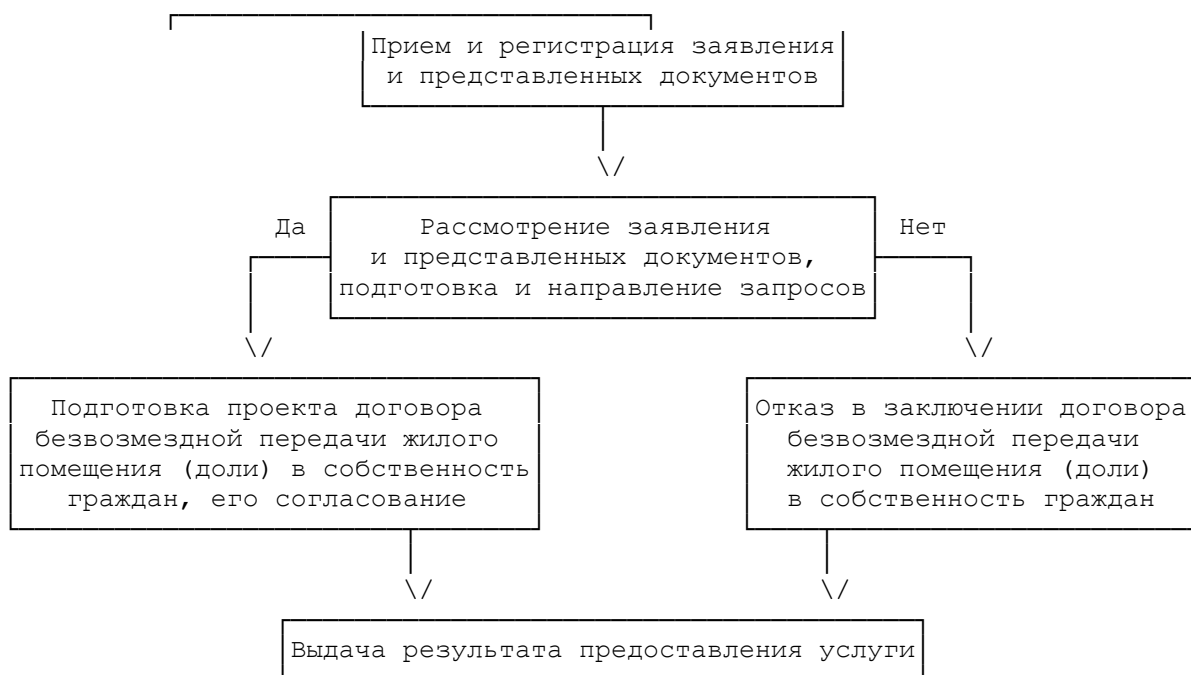 Прием и регистрация заявления
и представленных документов
\/
Да
Рассмотрение заявления
и представленных документов,
подготовка и направление запросов
Нет
\/
\/
Подготовка проекта договора
безвозмездной передачи жилого
помещения (доли) в собственность
граждан, его согласование
Отказ в заключении договора
безвозмездной передачи
жилого помещения (доли)
в собственность граждан
\/
\/
Выдача результата предоставления услуги